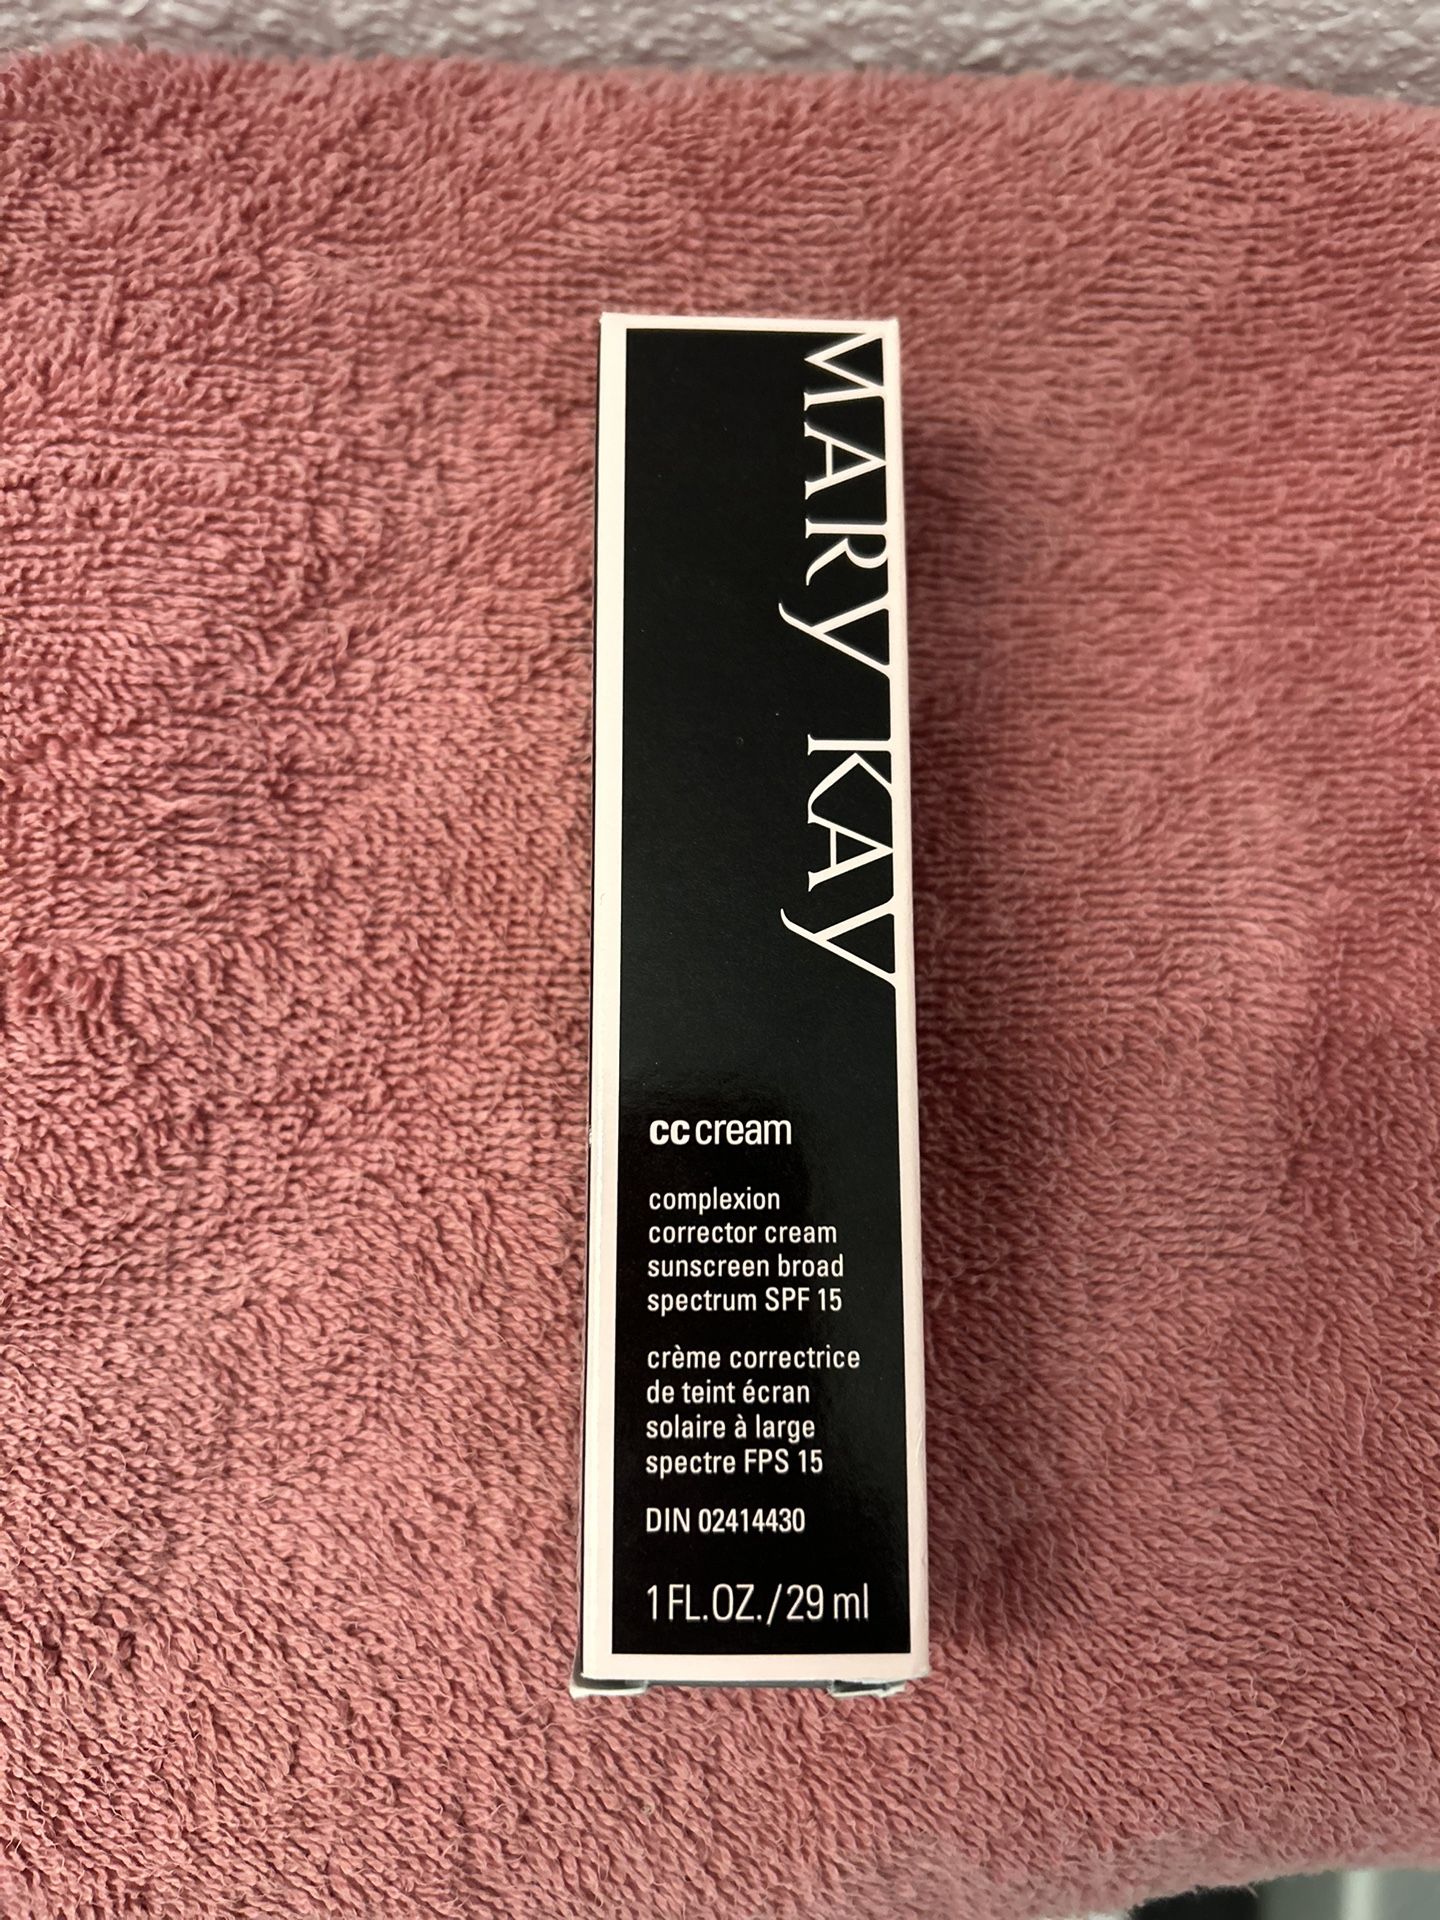 MARY KAY
cc cream
complexion
corrector cream
sunscreen broad
spectrum SPF 15
crème correctrice
de teint écran
solaire à large
spectre FPS 15
DIN 02414430
1 FL.OZ./29 ml